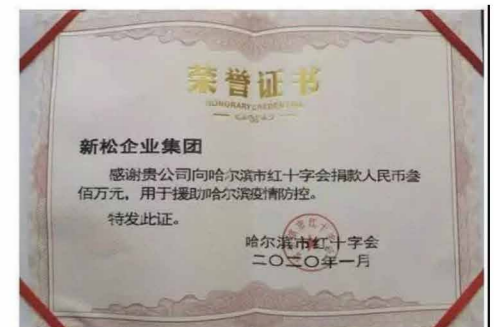 荣誉证书
HONORARY CREDENTIAL
新松企业集团
感谢贵公司向哈尔滨市红十字会捐款人民币叁
佰万元，用于援助哈尔滨疫情防控。
特发此证。
哈尔滨市红十字会
二〇二〇年一月